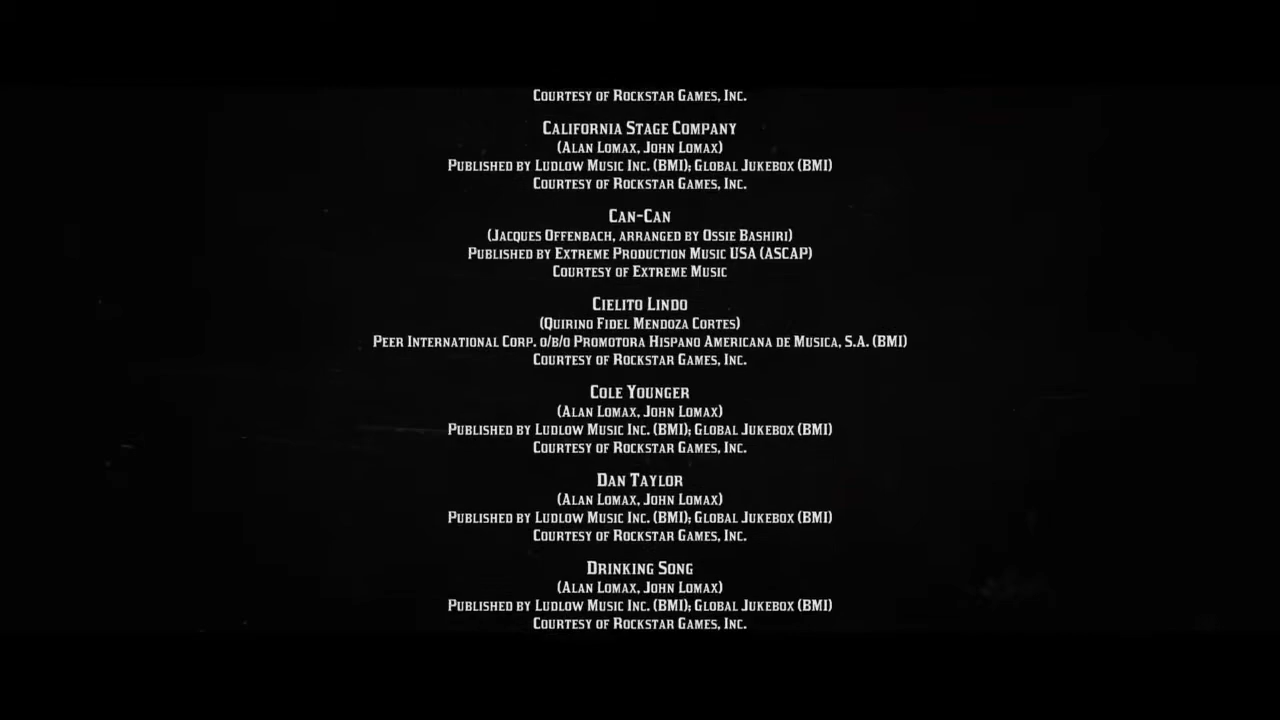 Courtesy of Rockstar Games, Inc.
California Stage Company
(Alan Lomax, John Lomax)
Published by Ludlow Music Inc. (BMI); Global Jukebox (BMI)
Courtesy of Rockstar Games, Inc.
Can-Can
(Jacques Offenbach, arranged by Ossie Bashiri)
Published by Extreme Production Music USA (ASCAP)
Courtesy of Extreme Music
Cielito Lindo
(Quirino Fidel Mendoza Cortes)
Peer International Corp. o/b/o Promotora Hispano Americana de Musica, S.A. (BMI)
Courtesy of Rockstar Games, Inc.
Cole Younger
(Alan Lomax, John Lomax)
Published by Ludlow Music Inc. (BMI); Global Jukebox (BMI)
Courtesy of Rockstar Games, Inc.
Dan Taylor
(Alan Lomax, John Lomax)
Published by Ludlow Music Inc. (BMI); Global Jukebox (BMI)
Courtesy of Rockstar Games, Inc.
Drinking Song
(Alan Lomax, John Lomax)
Published by Ludlow Music Inc. (BMI); Global Jukebox (BMI)
Courtesy of Rockstar Games, Inc.